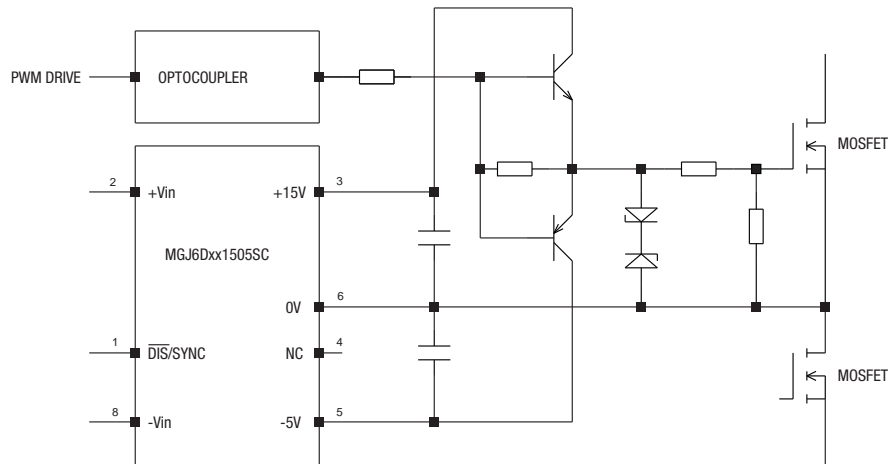 PWM DRIVE
OPTOCOUPLER
MOSFET
2
+Vin
+15V
3
MGJ6Dxx1505SC
0V
6
1
DIS/SYNC
NC
4
MOSFET
8
-Vin
-5V
5